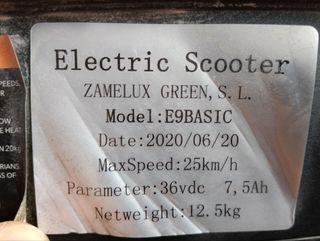 Electric Scooter
ZAMELUX GREEN, S. L.
Model:E9BASIC
Date:2020/06/20
MaxSpeed:25km/h
Parameter:36vdc 7,5Ah
Netweight:12.5kg
SPEEDS